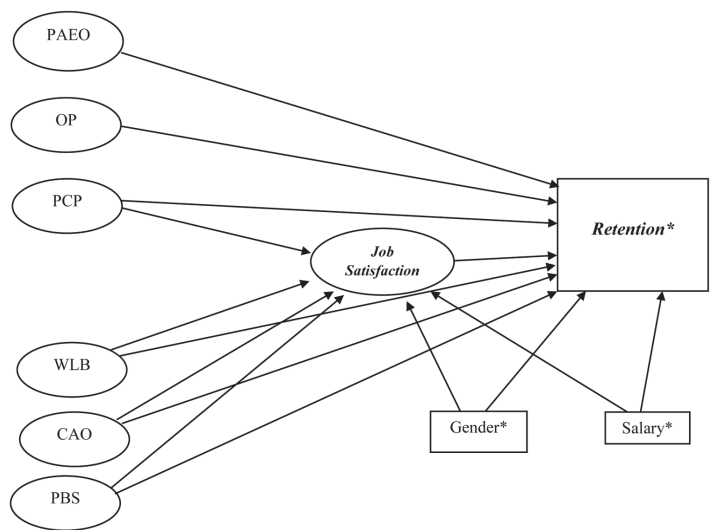 PAEO
OP
PCP
Job
Satisfaction
Retention*
WLB
CAO
PBS
Gender*
Salary*